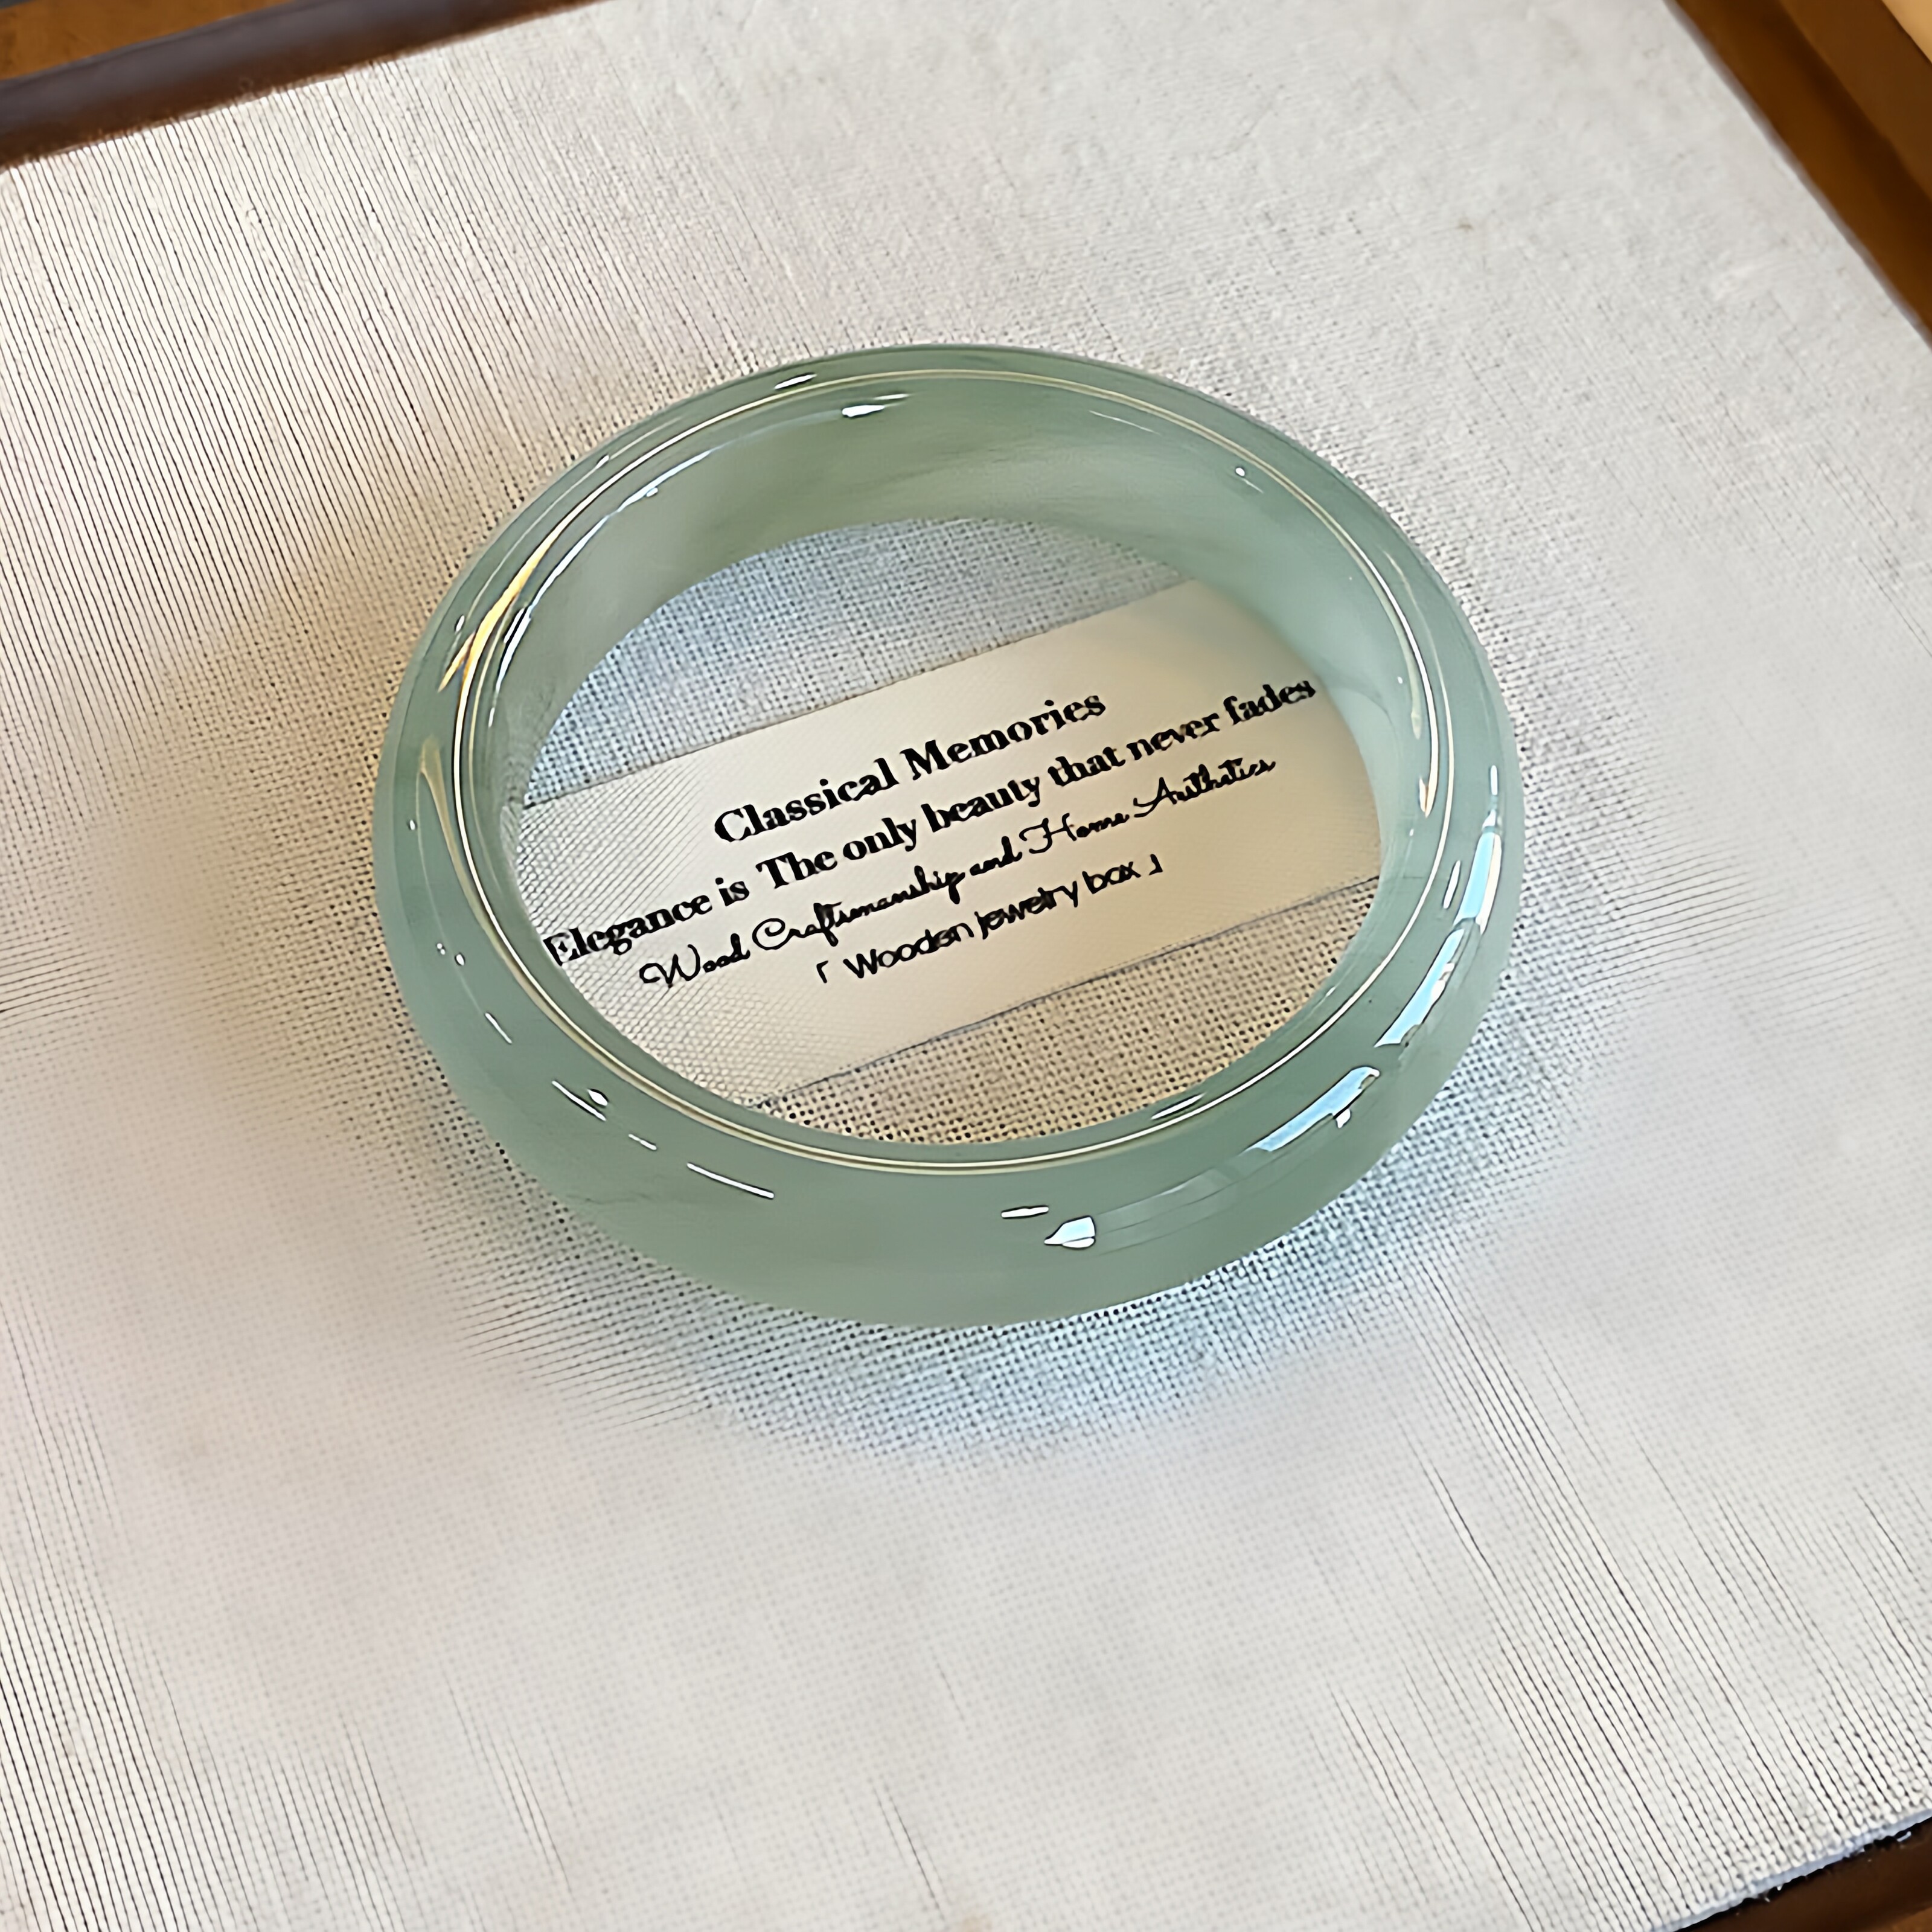 Classical Memories
Elegance is The only beauty that never fades
Wood Craftsmanship and Home Aesthetics
「 Wooden jewelry box 」